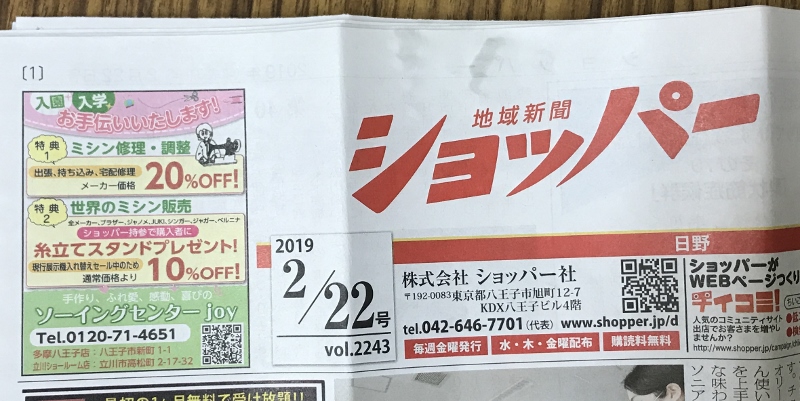 〔1〕
入園 入学
お手伝いいたします!
特典1
ミシン修理・調整
出張、持ち込み、宅配修理
メーカー価格 20%OFF!
特典2
世界のミシン販売
全メーカー、ブラザー、ジャノメ、JUKI、シンガー、ジャガー、ベルニナ
ショッパー持参で購入者に
糸立てスタンドプレゼント!
現行展示機入れ替えセール中のため
通常価格より 10%OFF!
手作り、ふれ愛、感動、喜びの
ソーイングセンター joy
Tel.0120-71-4651
多摩八王子店:八王子市新町1-1
立川ショールーム店:立川市高松町2-17-32
地域新聞
ショッパー
2019
2/22号
vol.2243
日野
株式会社 ショッパー社
〒192-0083東京都八王子市旭町12-7
KDX八王子ビル4階
tel.042-646-7701(代表) www.shopper.jp/d
毎週金曜発行
水・木・金曜配布
購読料無料
ショッパーが
WEBページつくり
チイコミ!
人気のコミュニティサイト
出店でお客さまを増やし
ませんか?
http://www.shopper.jp/campaign